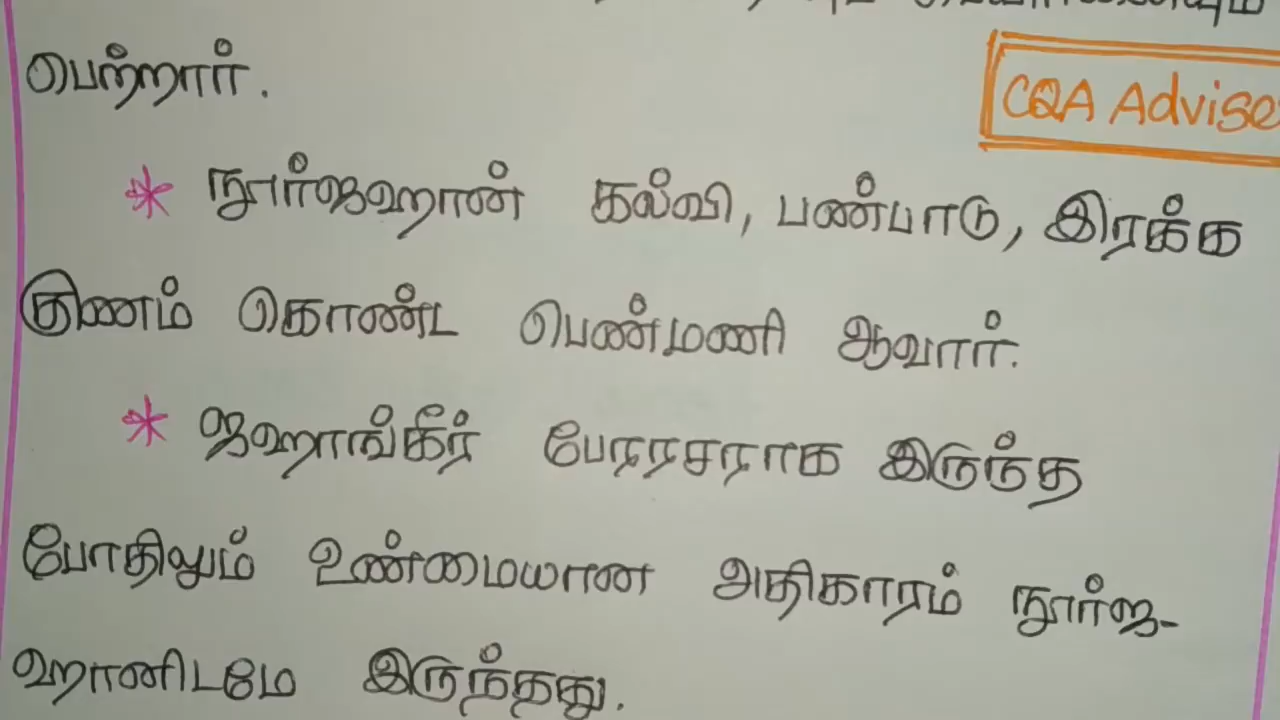 பெற்றார்.
CQA Advise
* நூர்ஜஹான் கல்வி, பண்பாடு, இரக்க
குணம் கொண்ட பெண்மணி ஆவார்.
* ஜஹாங்கீர் பேரரசராக இருந்த
போதிலும் உண்மையான அதிகாரம் நூர்ஜ-
ஹானிடமே இருந்தது.